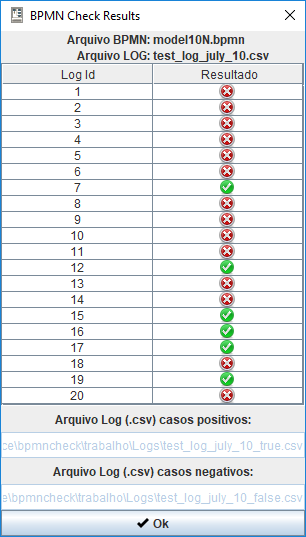 BPMN Check Results
Arquivo BPMN: model10N.bpmn
Arquivo LOG: test_log_july_10.csv
Log Id Resultado
1
2
3
4
5
6
7
8
9
10
11
12
13
14
15
16
17
18
19
20
Arquivo Log (.csv) casos positivos:
ce\bpmncheck\trabalho\Logs\test_log_july_10_true.csv
Arquivo Log (.csv) casos negativos:
e\bpmncheck\trabalho\Logs\test_log_july_10_false.csv
Ok